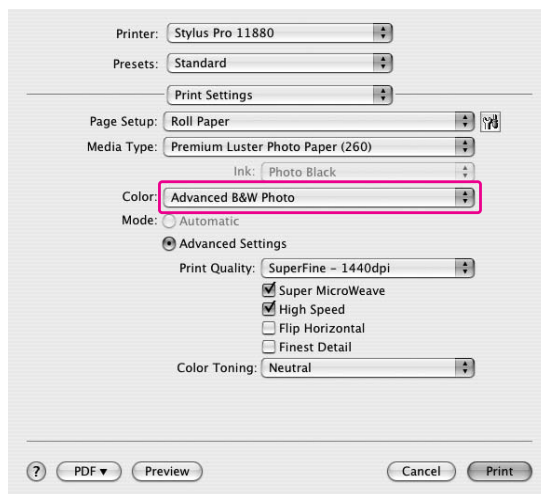 Printer: Stylus Pro 11880
Presets: Standard
Print Settings
Page Setup: Roll Paper
Media Type: Premium Luster Photo Paper (260)
Ink: Photo Black
Color: Advanced B&W Photo
Mode: Automatic
Advanced Settings
Print Quality: SuperFine – 1440dpi
Super MicroWeave
High Speed
Flip Horizontal
Finest Detail
Color Toning: Neutral
? PDF ▼ Preview Cancel Print